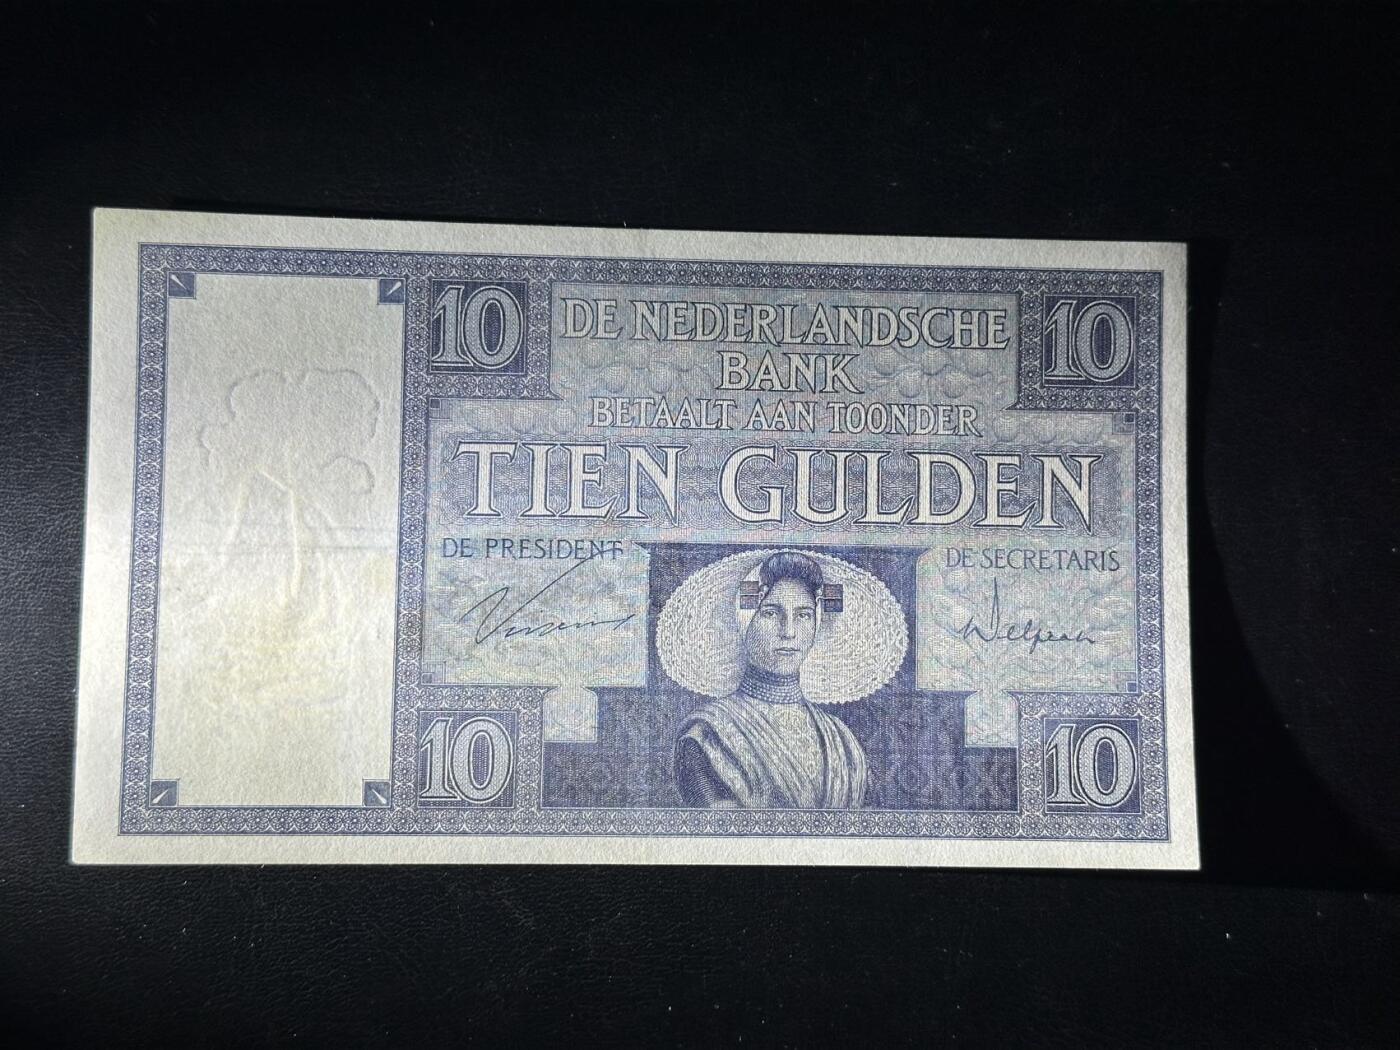 10 10
DE NEDERLANDSCHE
BANK
BETAALT AAN TOONDER
TIEN GULDEN
DE PRESIDENT DE SECRETARIS
10 10